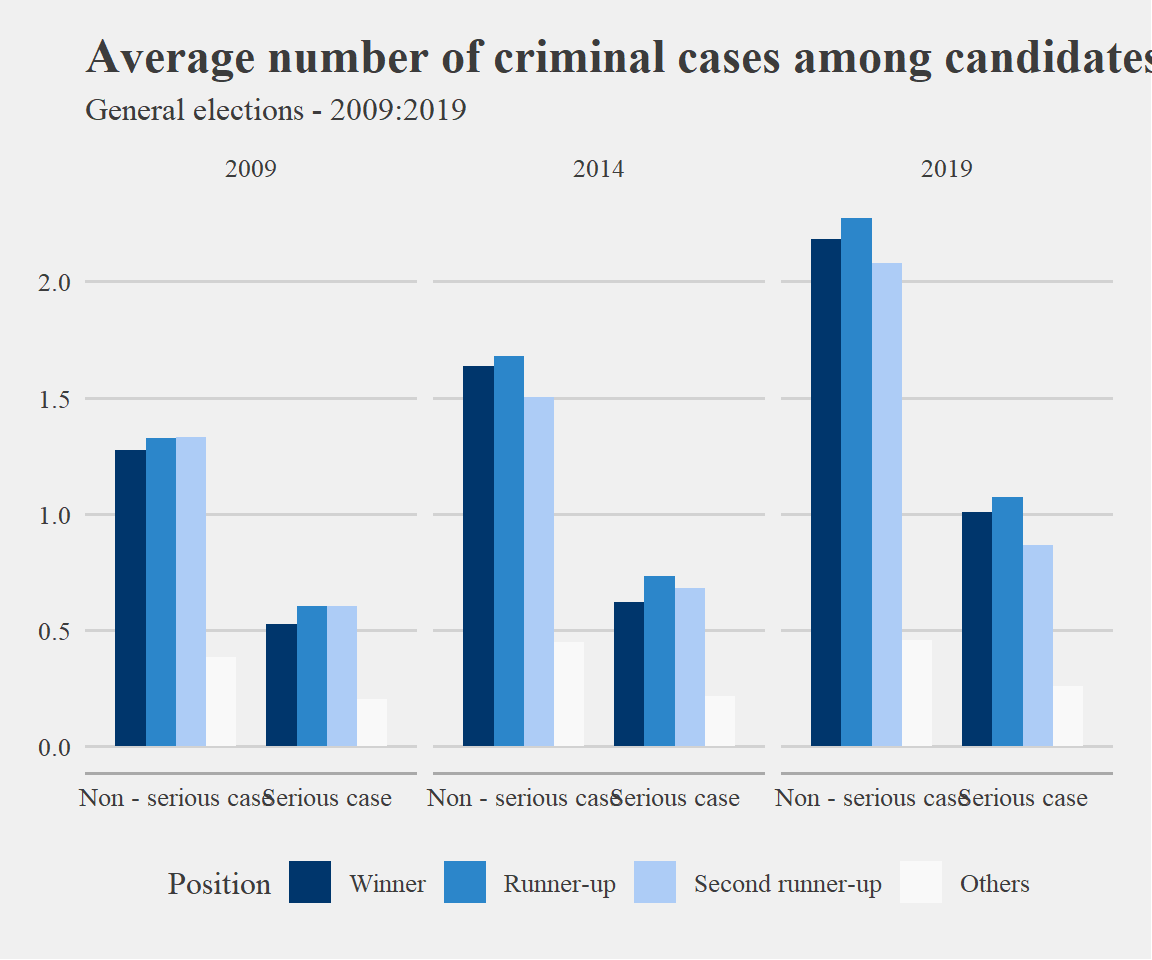 Average number of criminal cases among candidates
General elections - 2009:2019
2009 2014 2019
2.0
1.5
1.0
0.5
0.0
Non - serious case Serious case Non - serious case Serious case Non - serious case Serious case
Position Winner Runner-up Second runner-up Others